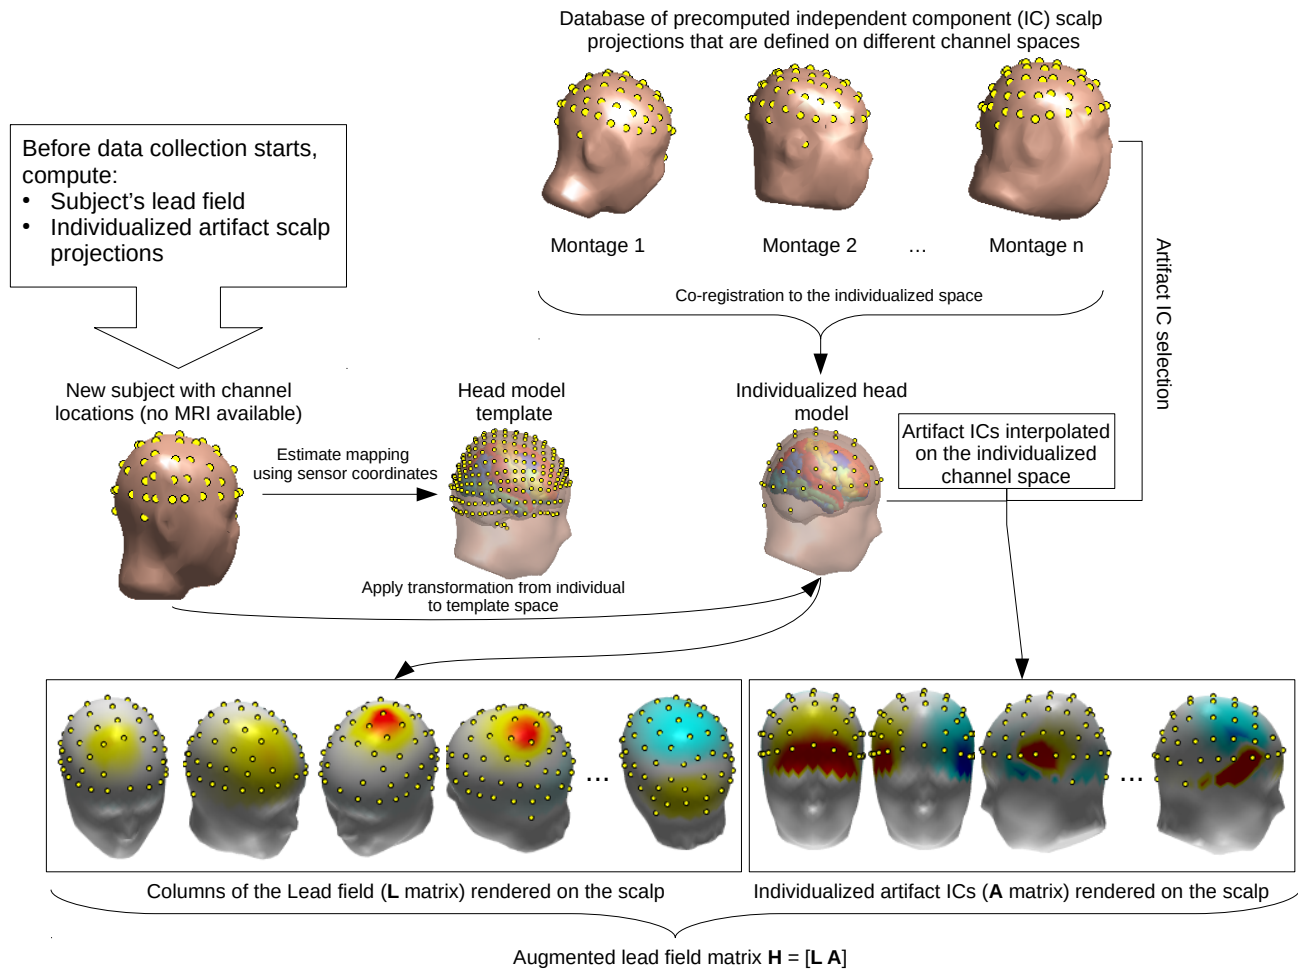 Database of precomputed independent component (IC) scalp
projections that are defined on different channel spaces
Before data collection starts,
compute:
• Subject's lead field
• Individualized artifact scalp
projections
Montage 1
Montage 2
...
Montage n
Artifact IC selection
Co-registration to the individualized space
New subject with channel
locations (no MRI available)
Head model
template
Individualized head
model
Estimate mapping
using sensor coordinates
Artifact ICs interpolated
on the individualized
channel space
Apply transformation from individual
to template space
...
...
Columns of the Lead field (L matrix) rendered on the scalp
Individualized artifact ICs (A matrix) rendered on the scalp
Augmented lead field matrix H = [L A]